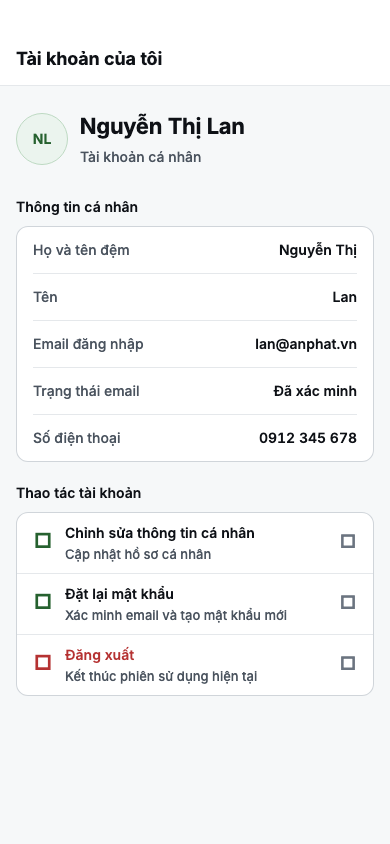 Tài khoản của tôi
NL
Nguyễn Thị Lan
Tài khoản cá nhân
Thông tin cá nhân
Họ và tên đệm Nguyễn Thị
Tên Lan
Email đăng nhập lan@anphat.vn
Trạng thái email Đã xác minh
Số điện thoại 0912 345 678
Thao tác tài khoản
Chỉnh sửa thông tin cá nhân
Cập nhật hồ sơ cá nhân
Đặt lại mật khẩu
Xác minh email và tạo mật khẩu mới
Đăng xuất
Kết thúc phiên sử dụng hiện tại